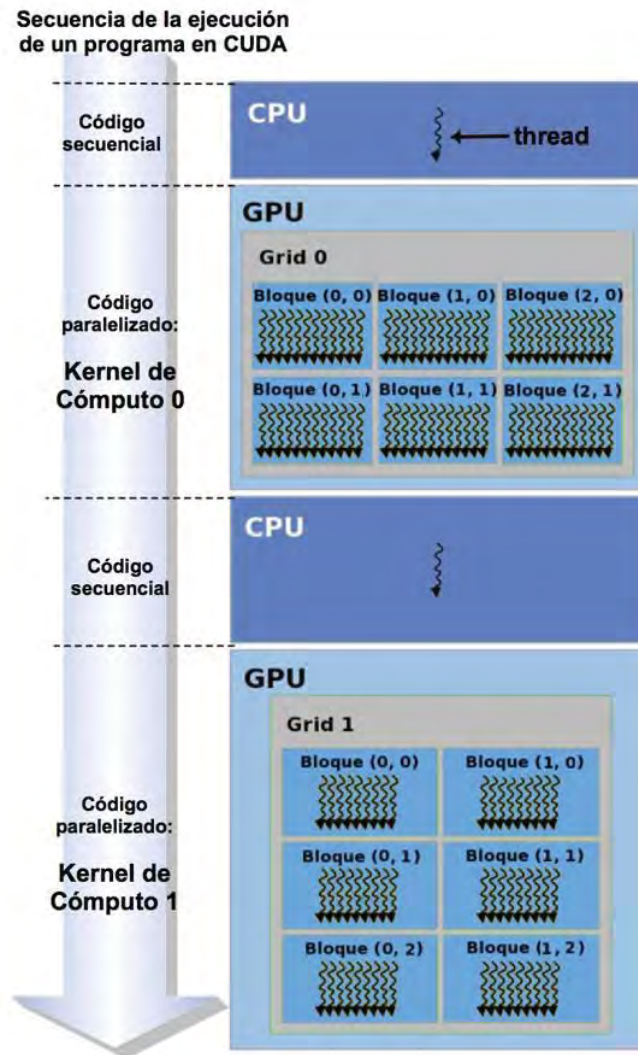 Secuencia de la ejecución
de un programa en CUDA
Código
secuencial
CPU
thread
GPU
Grid 0
Código
paralelizado:
Kernel de
Cómputo 0
Bloque (0, 0) Bloque (1, 0) Bloque (2, 0)
Bloque (0, 1) Bloque (1, 1) Bloque (2, 1)
CPU
Código
secuencial
GPU
Grid 1
Código
paralelizado:
Kernel de
Cómputo 1
Bloque (0, 0) Bloque (1, 0)
Bloque (0, 1) Bloque (1, 1)
Bloque (0, 2) Bloque (1, 2)